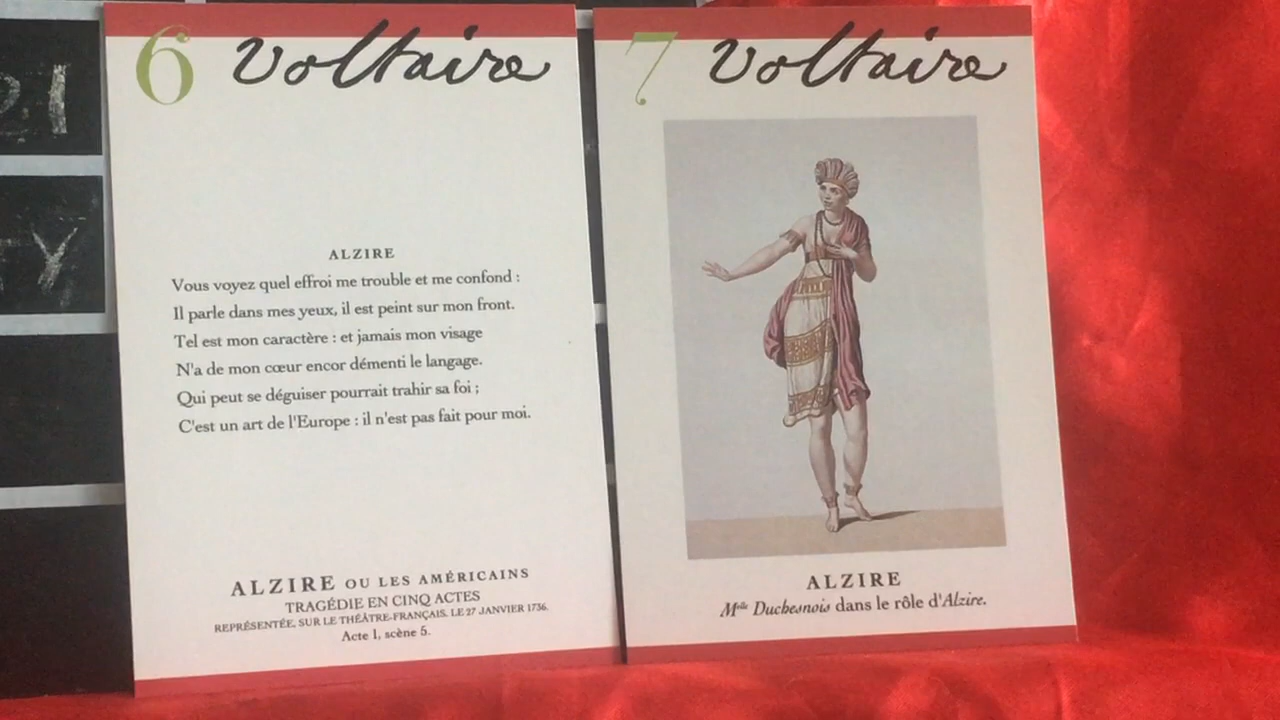 6 Voltaire
ALZIRE
Vous voyez quel effroi me trouble et me confond :
Il parle dans mes yeux, il est peint sur mon front.
Tel est mon caractère : et jamais mon visage
N'a de mon cœur encor démenti le langage.
Qui peut se déguiser pourrait trahir sa foi ;
C'est un art de l'Europe : il n'est pas fait pour moi.
ALZIRE OU LES AMÉRICAINS
TRAGÉDIE EN CINQ ACTES
REPRÉSENTÉE, SUR LE THÉÂTRE-FRANÇAIS, LE 27 JANVIER 1736.
Acte I, scène 5.
7 Voltaire
ALZIRE
Mlle Duchesnois dans le rôle d'Alzire.